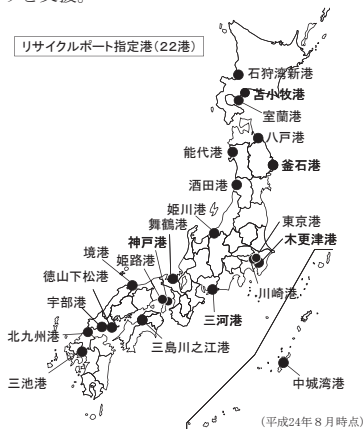 リサイクルポート指定港(22港)
石狩湾新港
苫小牧港
室蘭港
八戸港
能代港
釜石港
酒田港
姫川港
舞鶴港
東京港
神戸港
木更津港
境港
姫路港
徳山下松港
川崎港
宇部港
三河港
北九州港
三島川之江港
三池港
中城湾港
(平成24年8月時点)